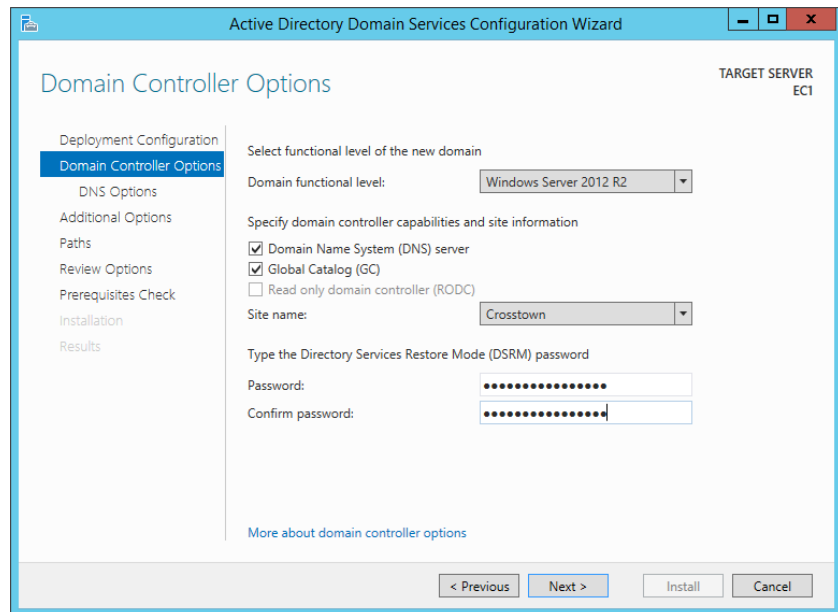 Active Directory Domain Services Configuration Wizard
Domain Controller Options
TARGET SERVER
EC1
Deployment Configuration
Domain Controller Options
DNS Options
Additional Options
Paths
Review Options
Prerequisites Check
Installation
Results
Select functional level of the new domain
Domain functional level: Windows Server 2012 R2
Specify domain controller capabilities and site information
Domain Name System (DNS) server
Global Catalog (GC)
Read only domain controller (RODC)
Site name: Crosstown
Type the Directory Services Restore Mode (DSRM) password
Password: ●●●●●●●●●●●●●●●●
Confirm password: ●●●●●●●●●●●●●●●●
More about domain controller options
< Previous Next > Install Cancel